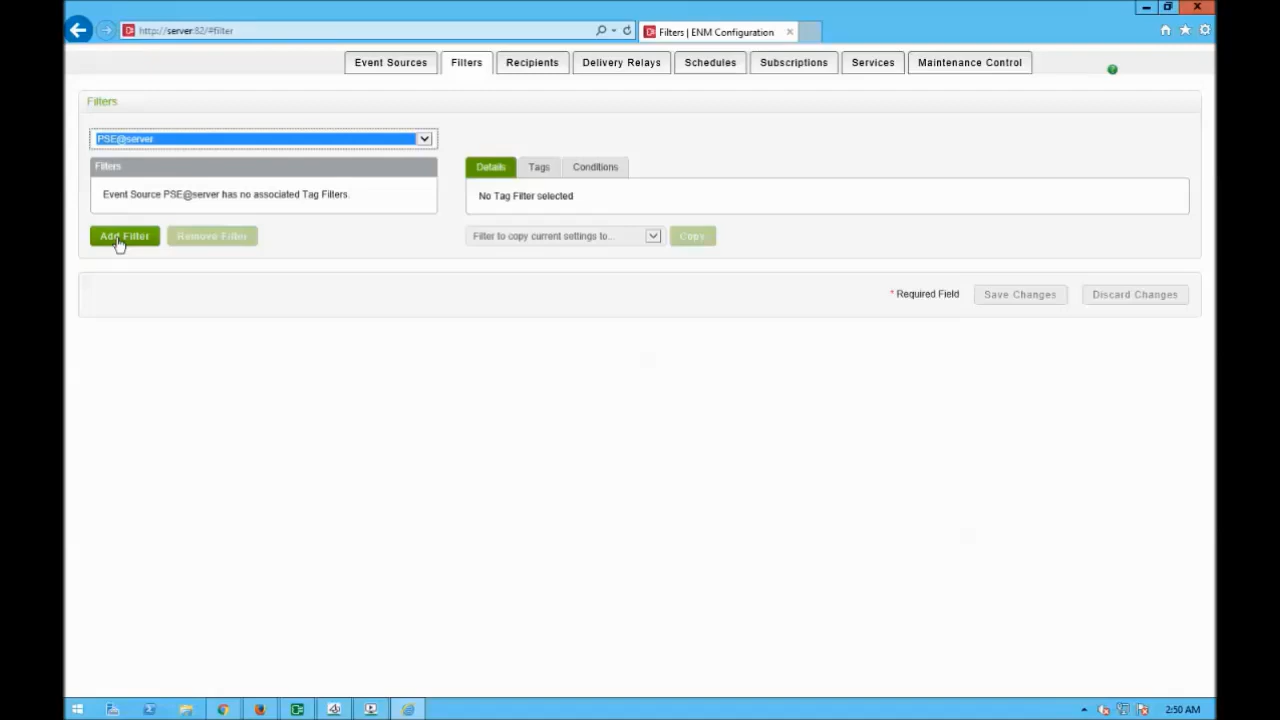 http://server:82/#filter
Filters | ENM Configuration
Event Sources
Filters
Recipients
Delivery Relays
Schedules
Subscriptions
Services
Maintenance Control
Filters
PSE@server
Filters
Event Source PSE@server has no associated Tag Filters.
Add Filter
Remove Filter
Details
Tags
Conditions
No Tag Filter selected
Filter to copy current settings to...
Copy
* Required Field
Save Changes
Discard Changes
2:50 AM